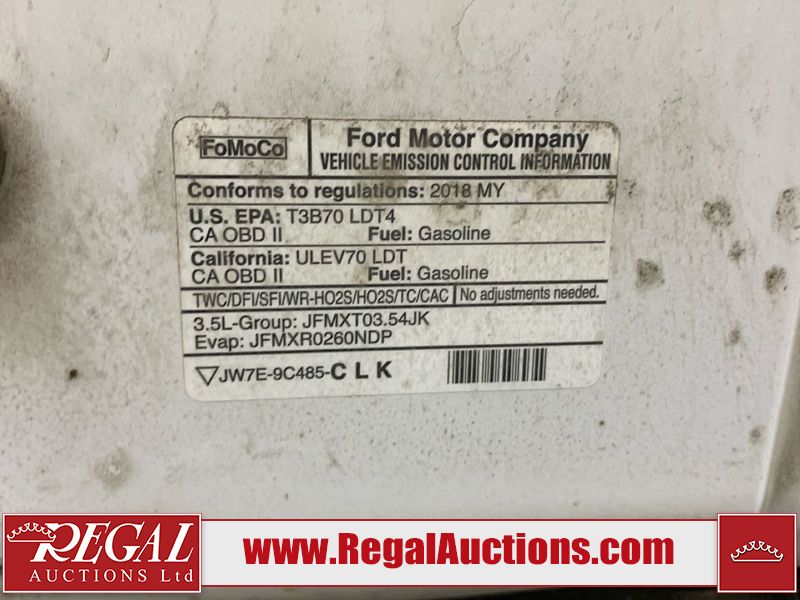 FoMoCo
Ford Motor Company
VEHICLE EMISSION CONTROL INFORMATION
Conforms to regulations: 2018 MY
U.S. EPA: T3B70 LDT4
CA OBD II Fuel: Gasoline
California: ULEV70 LDT
CA OBD II Fuel: Gasoline
TWC/DFI/SFI/WR-HO2S/HO2S/TC/CAC No adjustments needed.
3.5L-Group: JFMXT03.54JK
Evap: JFMXR0260NDP
JW7E-9C485-C L K
REGAL
AUCTIONS Ltd
www.RegalAuctions.com